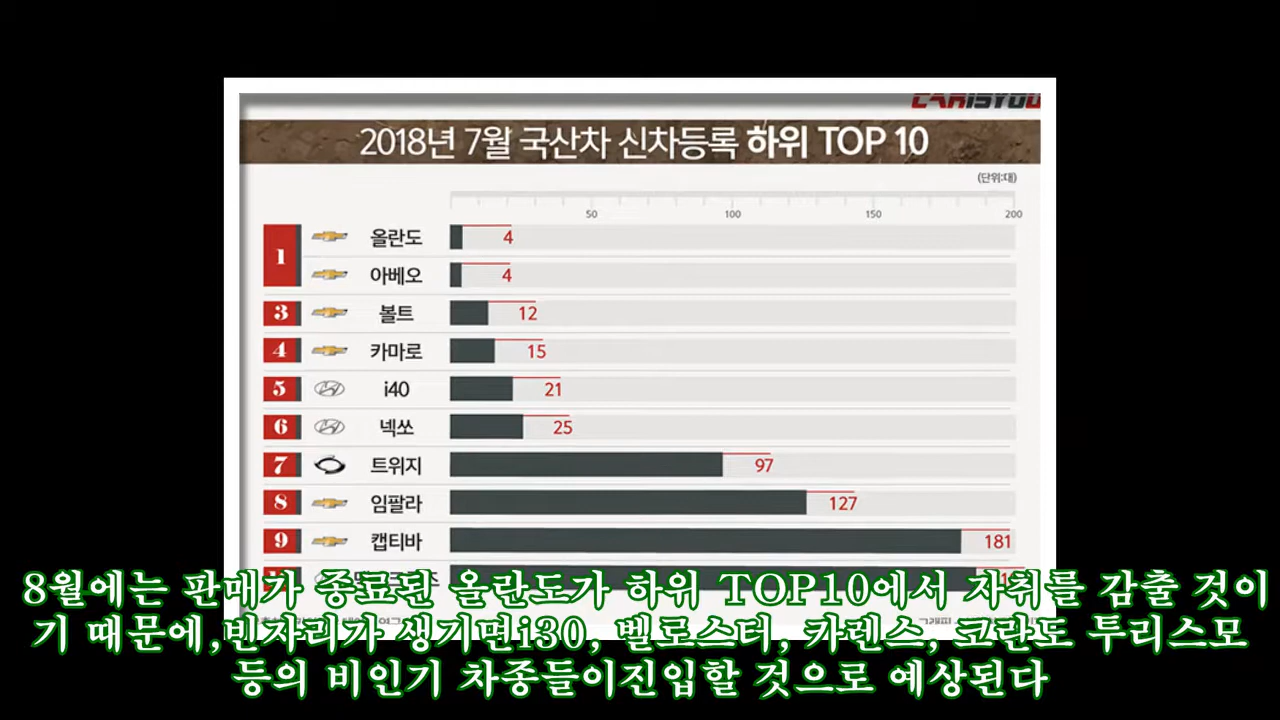 CARISYOU
2018년 7월 국산차 신차등록 하위 TOP 10
(단위:대)
50 100 150 200
1 올란도 4
아베오 4
3 볼트 12
4 카마로 15
5 i40 21
6 넥쏘 25
7 트위지 97
8 임팔라 127
9 캡티바 181
8월에는 판매가 종료된 올란도가 하위 TOP10에서 자취를 감출 것이
기 때문에,빈자리가 생기면i30, 벨로스터, 카렌스, 코란도 투리스모
등의 비인기 차종들이진입할 것으로 예상된다